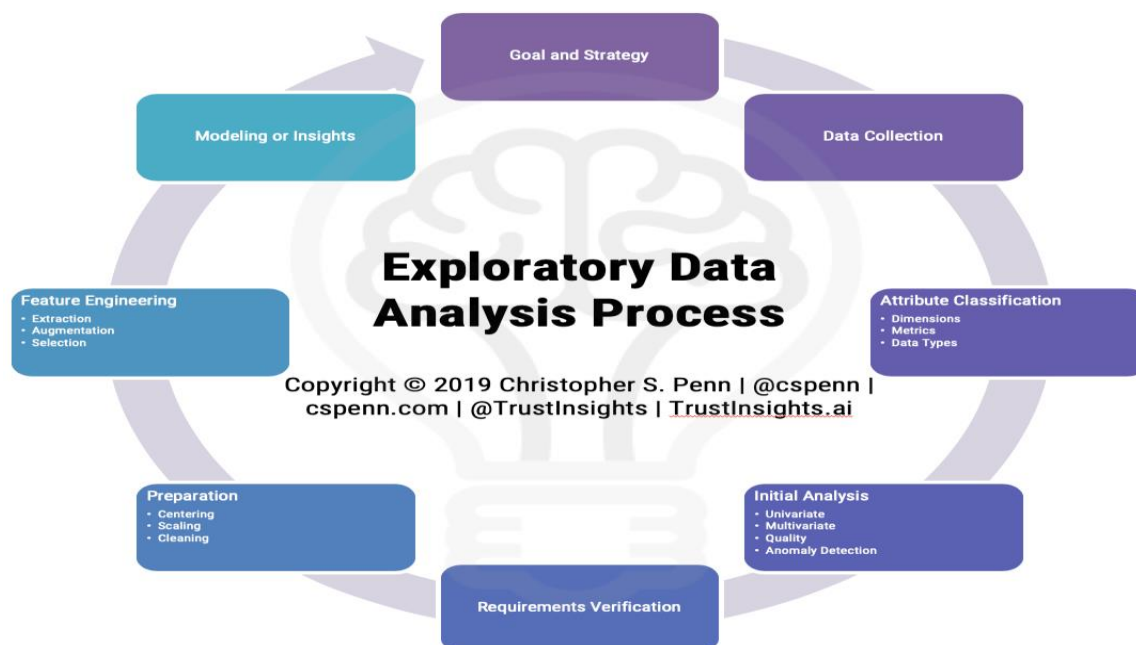 Goal and Strategy
Data Collection
Attribute Classification
• Dimensions
• Metrics
• Data Types
Initial Analysis
• Univariate
• Multivariate
• Quality
• Anomaly Detection
Requirements Verification
Preparation
• Centering
• Scaling
• Cleaning
Feature Engineering
• Extraction
• Augmentation
• Selection
Modeling or Insights
Exploratory Data
Analysis Process
Copyright © 2019 Christopher S. Penn | @cspenn |
cspenn.com | @TrustInsights | TrustInsights.ai